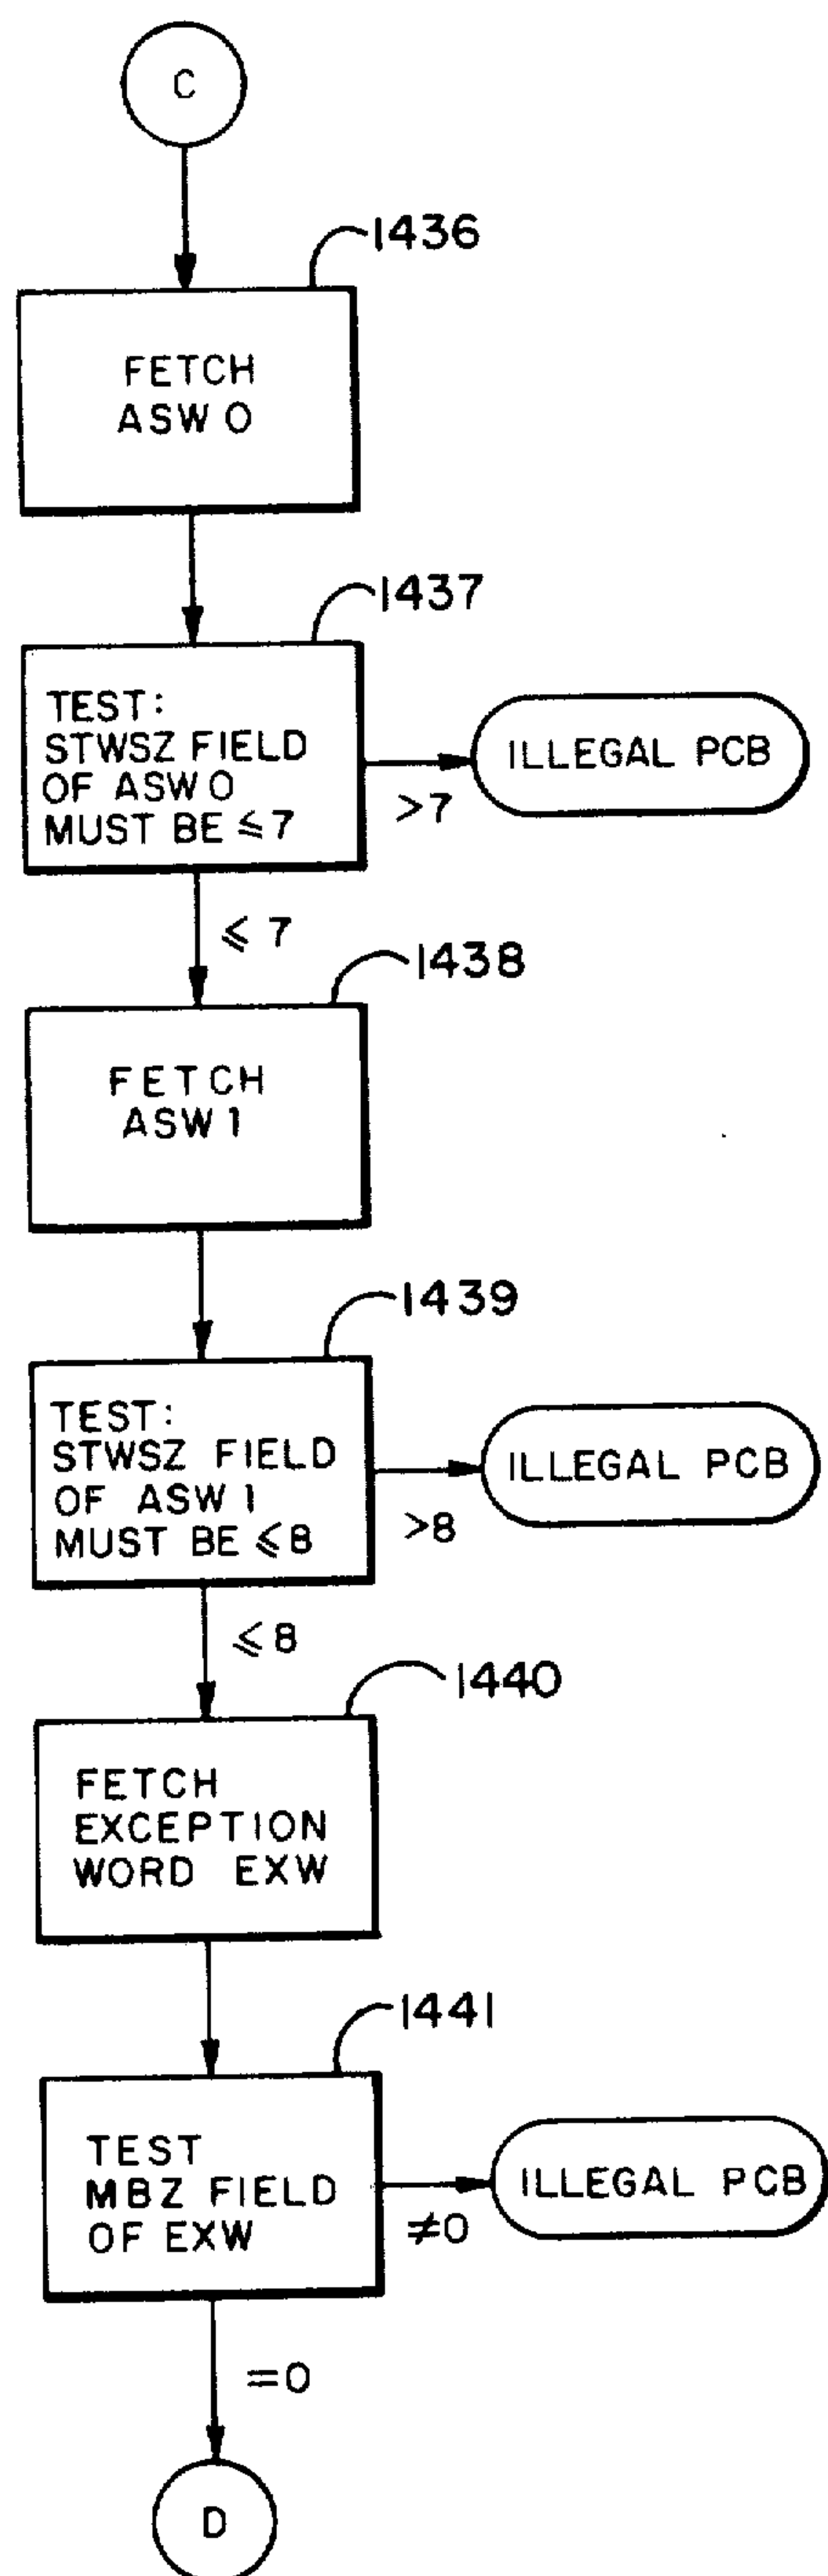 C
1436
FETCH
ASW 0
1437
TEST:
STWSZ FIELD
OF ASW 0
MUST BE ⩽ 7
>7
ILLEGAL PCB
⩽ 7
1438
FETCH
ASW 1
1439
TEST:
STWSZ FIELD
OF ASW 1
MUST BE ⩽8
>8
ILLEGAL PCB
⩽8
1440
FETCH
EXCEPTION
WORD EXW
1441
TEST
MBZ FIELD
OF EXW
≠0
ILLEGAL PCB
=0
D